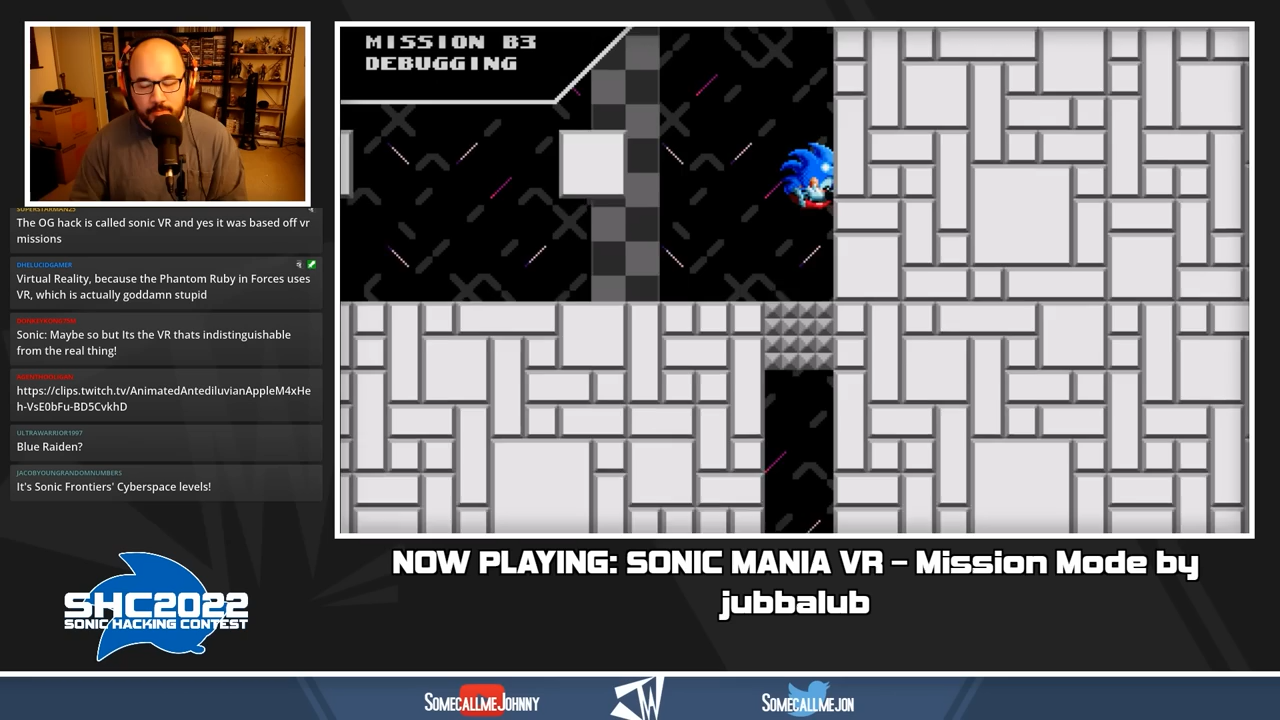 MISSION B3
DEBUGGING
SUPERSTARMAN25
The OG hack is called sonic VR and yes it was based off vr
missions
DHELUCIDGAMER
Virtual Reality, because the Phantom Ruby in Forces uses
VR, which is actually goddamn stupid
Sonic: Maybe so but Its the VR thats indistinguishable
from the real thing!
AGENTHOOLIGAN
https://clips.twitch.tv/AnimatedAntediluvianAppleM4xHe
h-VsE0bFu-BD5CvkhD
ULTRAWARRIOR1997
Blue Raiden?
JACOBYOUNGRANDOMNUMBERS
It's Sonic Frontiers' Cyberspace levels!
SHC2022
SONIC HACKING CONTEST
NOW PLAYING: SONIC MANIA VR - Mission Mode by
jubbalub
SOMECALLMEJOHNNY
SOMECALLMEJON